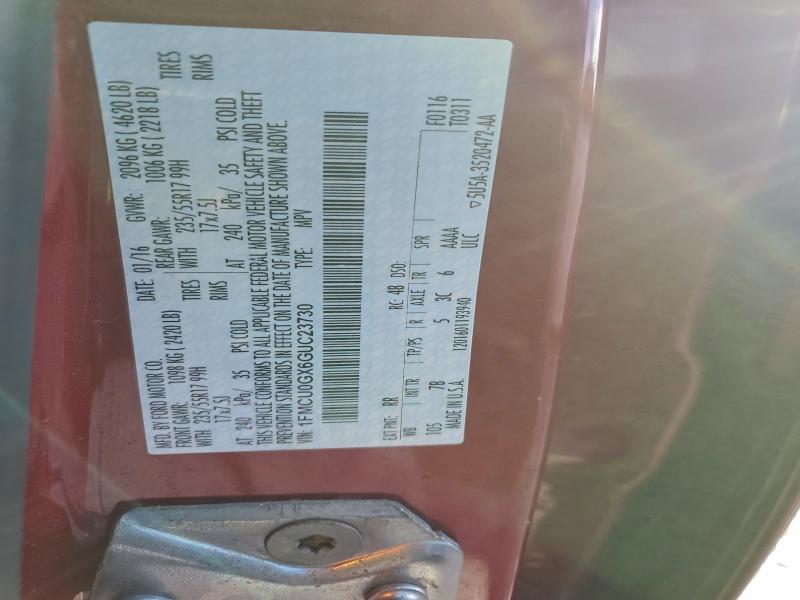 MFD. BY FORD MOTOR CO.
DATE: 01/16 GVWR: 2096 KG ( 4620 LB)
FRONT GAWR: 1098 KG ( 2420 LB) REAR GAWR: 1006 KG ( 2218 LB)
WITH 235/55R17 99H TIRES WITH 235/55R17 99H TIRES
17x7.5J RIMS 17x7.5J RIMS
AT 240 kPa/ 35 PSI COLD AT 240 kPa/ 35 PSI COLD
THIS VEHICLE CONFORMS TO ALL APPLICABLE FEDERAL MOTOR VEHICLE SAFETY AND THEFT
PREVENTION STANDARDS IN EFFECT ON THE DATE OF MANUFACTURE SHOWN ABOVE.
VIN: 1FMCU0GX6GUC23730 TYPE: MPV
EXT PNT: RR RC: 48 DSO: F0116
WB INT TR TP/PS R AXLE TR SPR T0311
105 7B 5 3C 6 AAAA
MADE IN U.S.A. 1201601193940 ULC
▽5U5A-3520472-AA